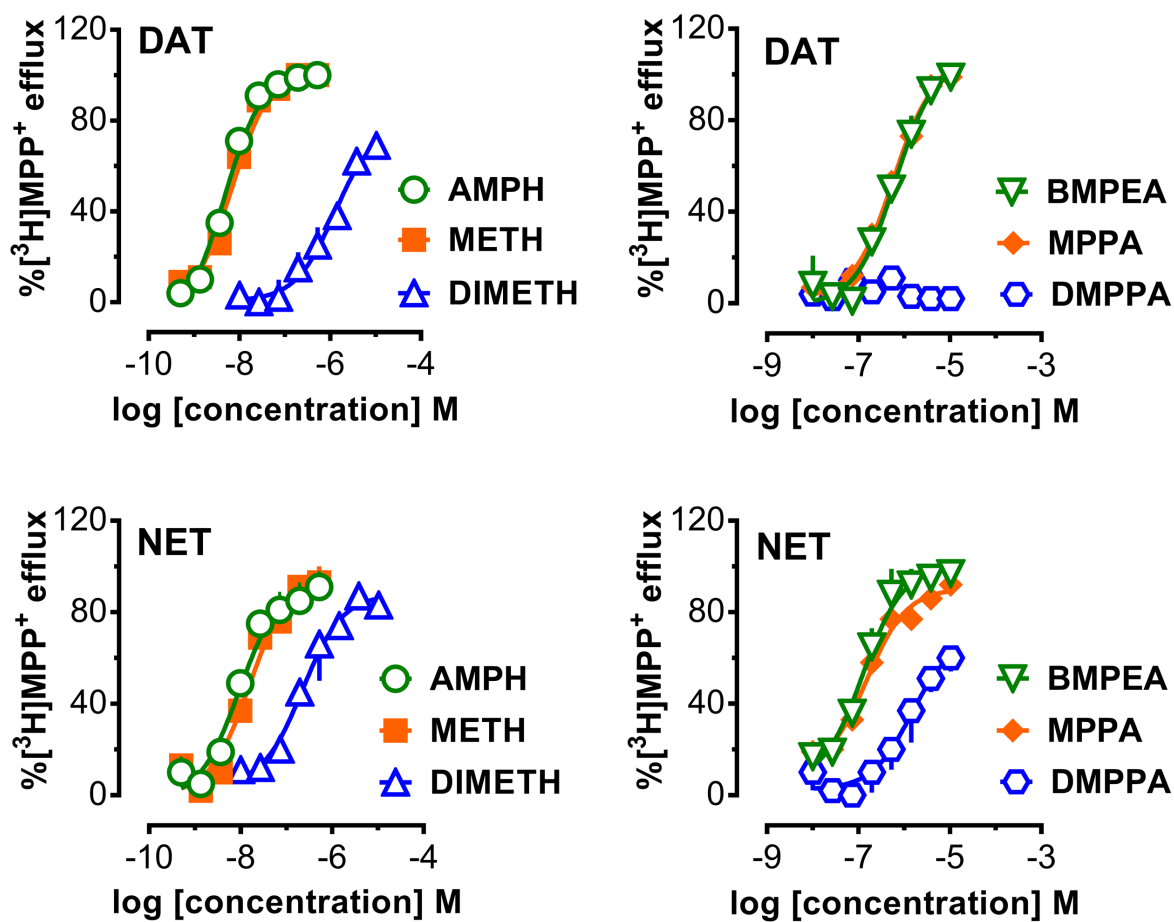 DAT
%[³H]MPP⁺ efflux
120
80
40
0
AMPH
METH
DIMETH
-10 -8 -6 -4
log [concentration] M
DAT
%[³H]MPP⁺ efflux
120
80
40
0
BMPEA
MPPA
DMPPA
-9 -7 -5 -3
log [concentration] M
NET
%[³H]MPP⁺ efflux
120
80
40
0
AMPH
METH
DIMETH
-10 -8 -6 -4
log [concentration] M
NET
%[³H]MPP⁺ efflux
120
80
40
0
BMPEA
MPPA
DMPPA
-9 -7 -5 -3
log [concentration] M